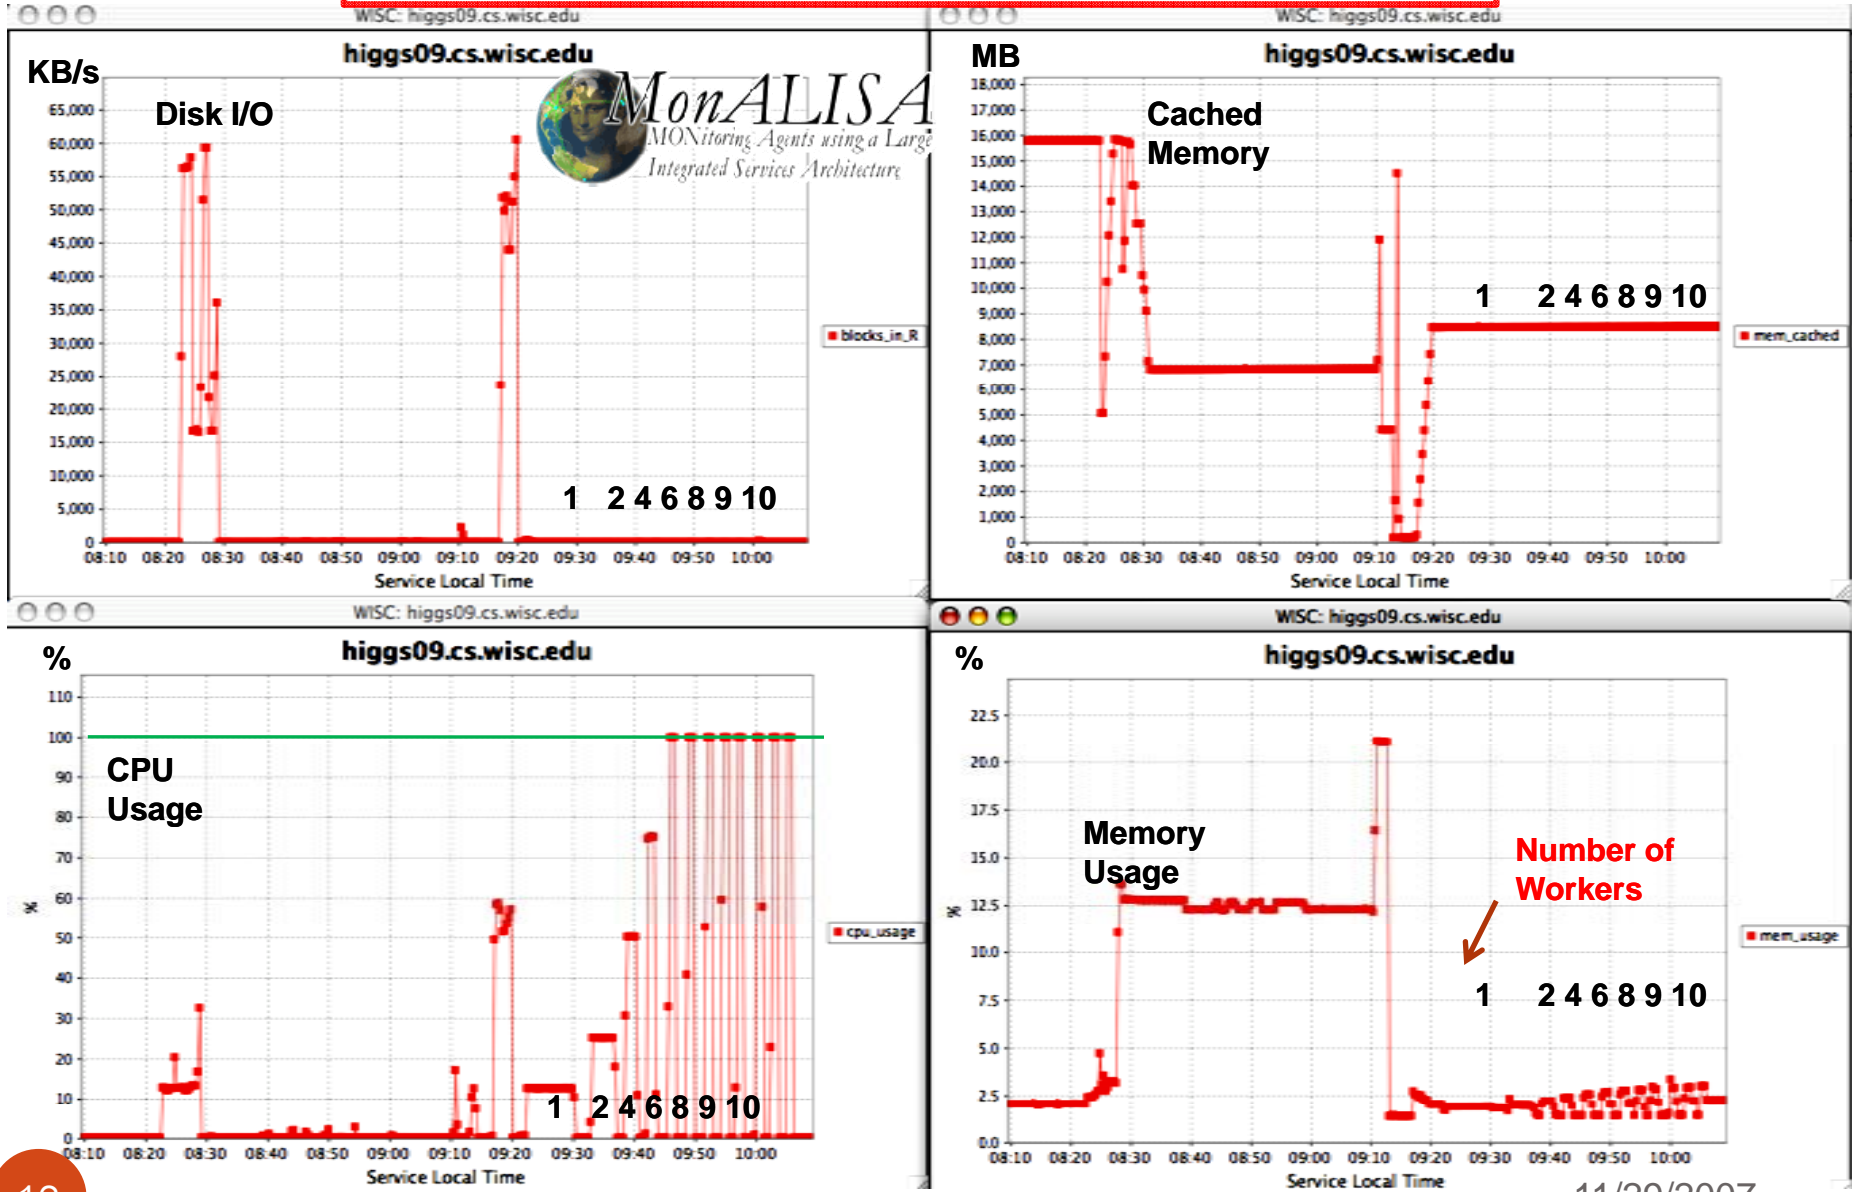 WISC: higgs09.cs.wisc.edu
higgs09.cs.wisc.edu
KB/s
Disk I/O
MonALISA
MONitoring Agents using a Large
Integrated Services Architecture
65,000
60,000
55,000
50,000
45,000
40,000
35,000
30,000
25,000
20,000
15,000
10,000
5,000
0
1 2 4 6 8 9 10
blocks_in_R
08:10 08:20 08:30 08:40 08:50 09:00 09:10 09:20 09:30 09:40 09:50 10:00
Service Local Time
WISC: higgs09.cs.wisc.edu
higgs09.cs.wisc.edu
MB
Cached
Memory
18,000
17,000
16,000
15,000
14,000
13,000
12,000
11,000
10,000
9,000
8,000
7,000
6,000
5,000
4,000
3,000
2,000
1,000
0
1 2 4 6 8 9 10
mem_cached
08:10 08:20 08:30 08:40 08:50 09:00 09:10 09:20 09:30 09:40 09:50 10:00
Service Local Time
WISC: higgs09.cs.wisc.edu
higgs09.cs.wisc.edu
%
CPU
Usage
110
100
90
80
70
60
50
40
30
20
10
0
%
1 2 4 6 8 9 10
cpu_usage
08:10 08:20 08:30 08:40 08:50 09:00 09:10 09:20 09:30 09:40 09:50 10:00
Service Local Time
WISC: higgs09.cs.wisc.edu
higgs09.cs.wisc.edu
%
Memory
Usage
Number of
Workers
22.5
20.0
17.5
15.0
12.5
10.0
7.5
5.0
2.5
0.0
%
1 2 4 6 8 9 10
mem_usage
08:10 08:20 08:30 08:40 08:50 09:00 09:10 09:20 09:30 09:40 09:50 10:00
Service Local Time